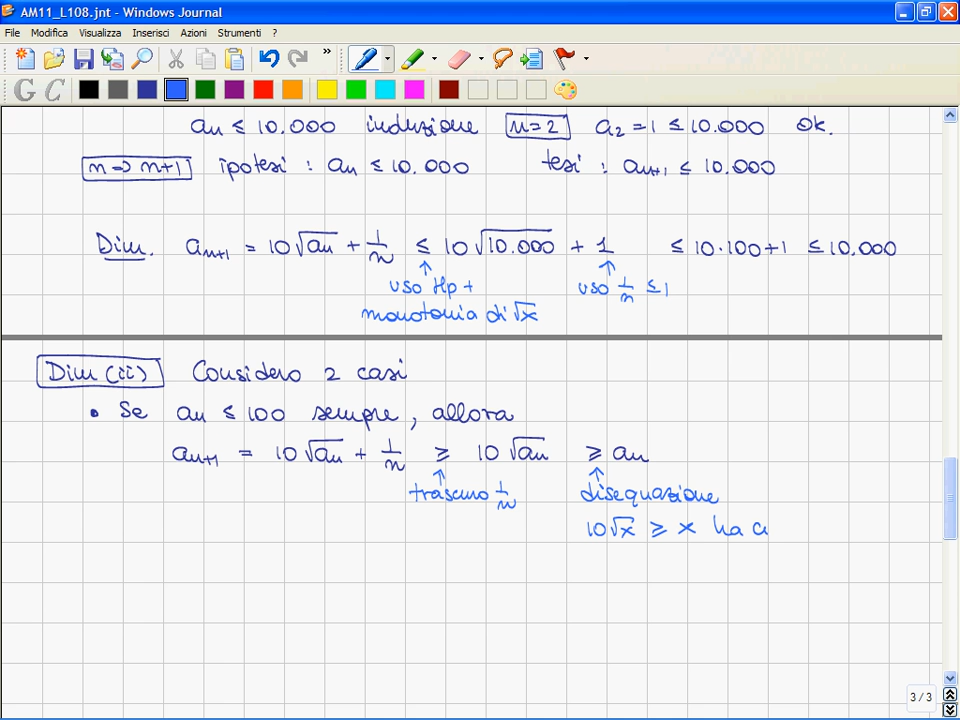 AM11_L108.jnt - Windows Journal
File Modifica Visualizza Inserisci Azioni Strumenti ?
G C
an ≤ 10.000 induzione n=2 a2 = 1 ≤ 10.000 ok.
n ⇒ n+1 ipotesi : an ≤ 10.000 tesi : an+1 ≤ 10.000
Dim. an+1 = 10√an + 1/n ≤ 10√10.000 + 1 ≤ 10·100+1 ≤ 10.000
↑ ↑
uso Hp + uso 1/n ≤ 1
monotonia di √x
Dim (ii) Considero 2 casi
• Se an ≤ 100 sempre, allora
an+1 = 10√an + 1/n ≥ 10√an ≥ an
↑ ↑
trascuro 1/n disequazione
10√x ≥ x ha c
3 / 3